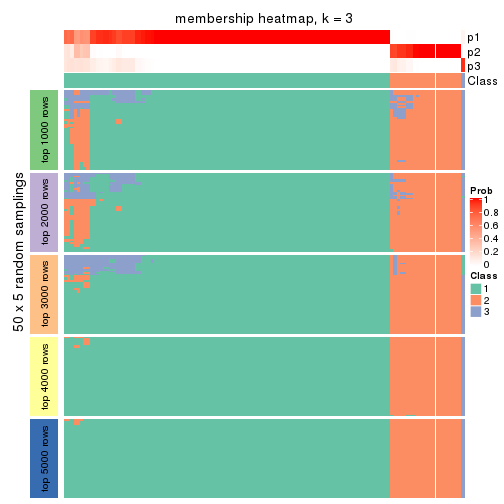 membership heatmap, k = 3
p1
p2
p3
Class
50 x 5 random samplings
top 1000 rows
top 2000 rows
top 3000 rows
top 4000 rows
top 5000 rows
Prob
1
0.8
0.6
0.4
0.2
0
Class
1
2
3